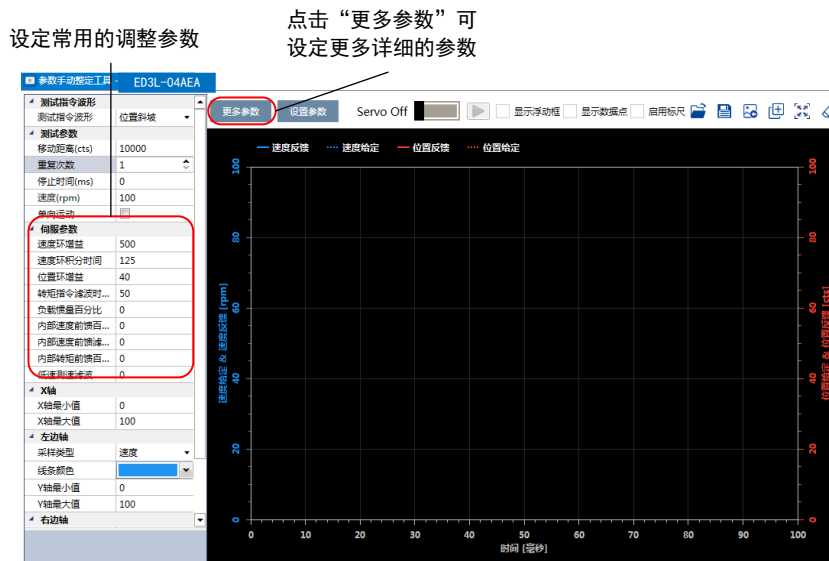 设定常用的调整参数
点击“更多参数”可
设定更多详细的参数
参数手动整定工具 - ED3L-04AEA
测试指令波形
测试指令波形 位置斜坡
测试参数
移动距离(cts) 10000
重复次数 1
停止时间(ms) 0
速度(rpm) 100
单向运动
伺服参数
速度环增益 500
速度环积分时间 125
位置环增益 40
转矩指令滤波时... 50
负载惯量百分比 0
内部速度前馈百... 0
内部速度前馈滤... 0
内部转矩前馈百... 0
低速测速滤波 0
X轴
X轴最小值 0
X轴最大值 100
左边轴
采样类型 速度
线条颜色
Y轴最小值 0
Y轴最大值 100
右边轴
更多参数 设置参数 Servo Off 显示浮动框 显示数据点 启用标尺
速度反馈 速度给定 位置反馈 位置给定
速度给定 & 速度反馈 [rpm]
100
80
60
40
20
0
位置给定 & 位置反馈 [cts]
100
80
60
40
20
0
0 10 20 30 40 50 60 70 80 90 100
时间 [毫秒]